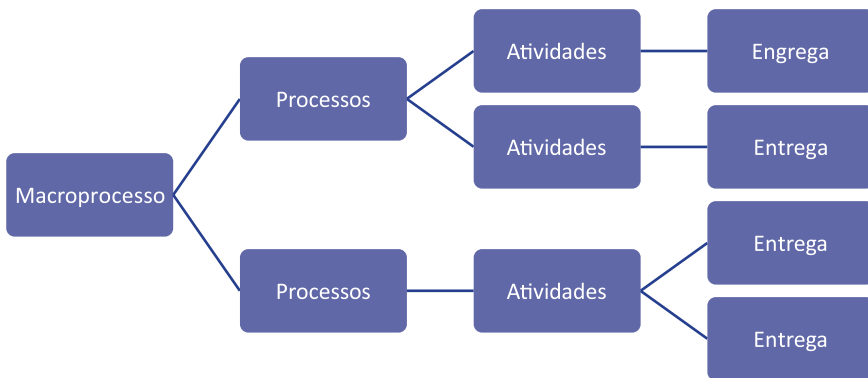 Atividades
Engrega
Processos
Atividades
Entrega
Macroprocesso
Entrega
Processos
Atividades
Entrega